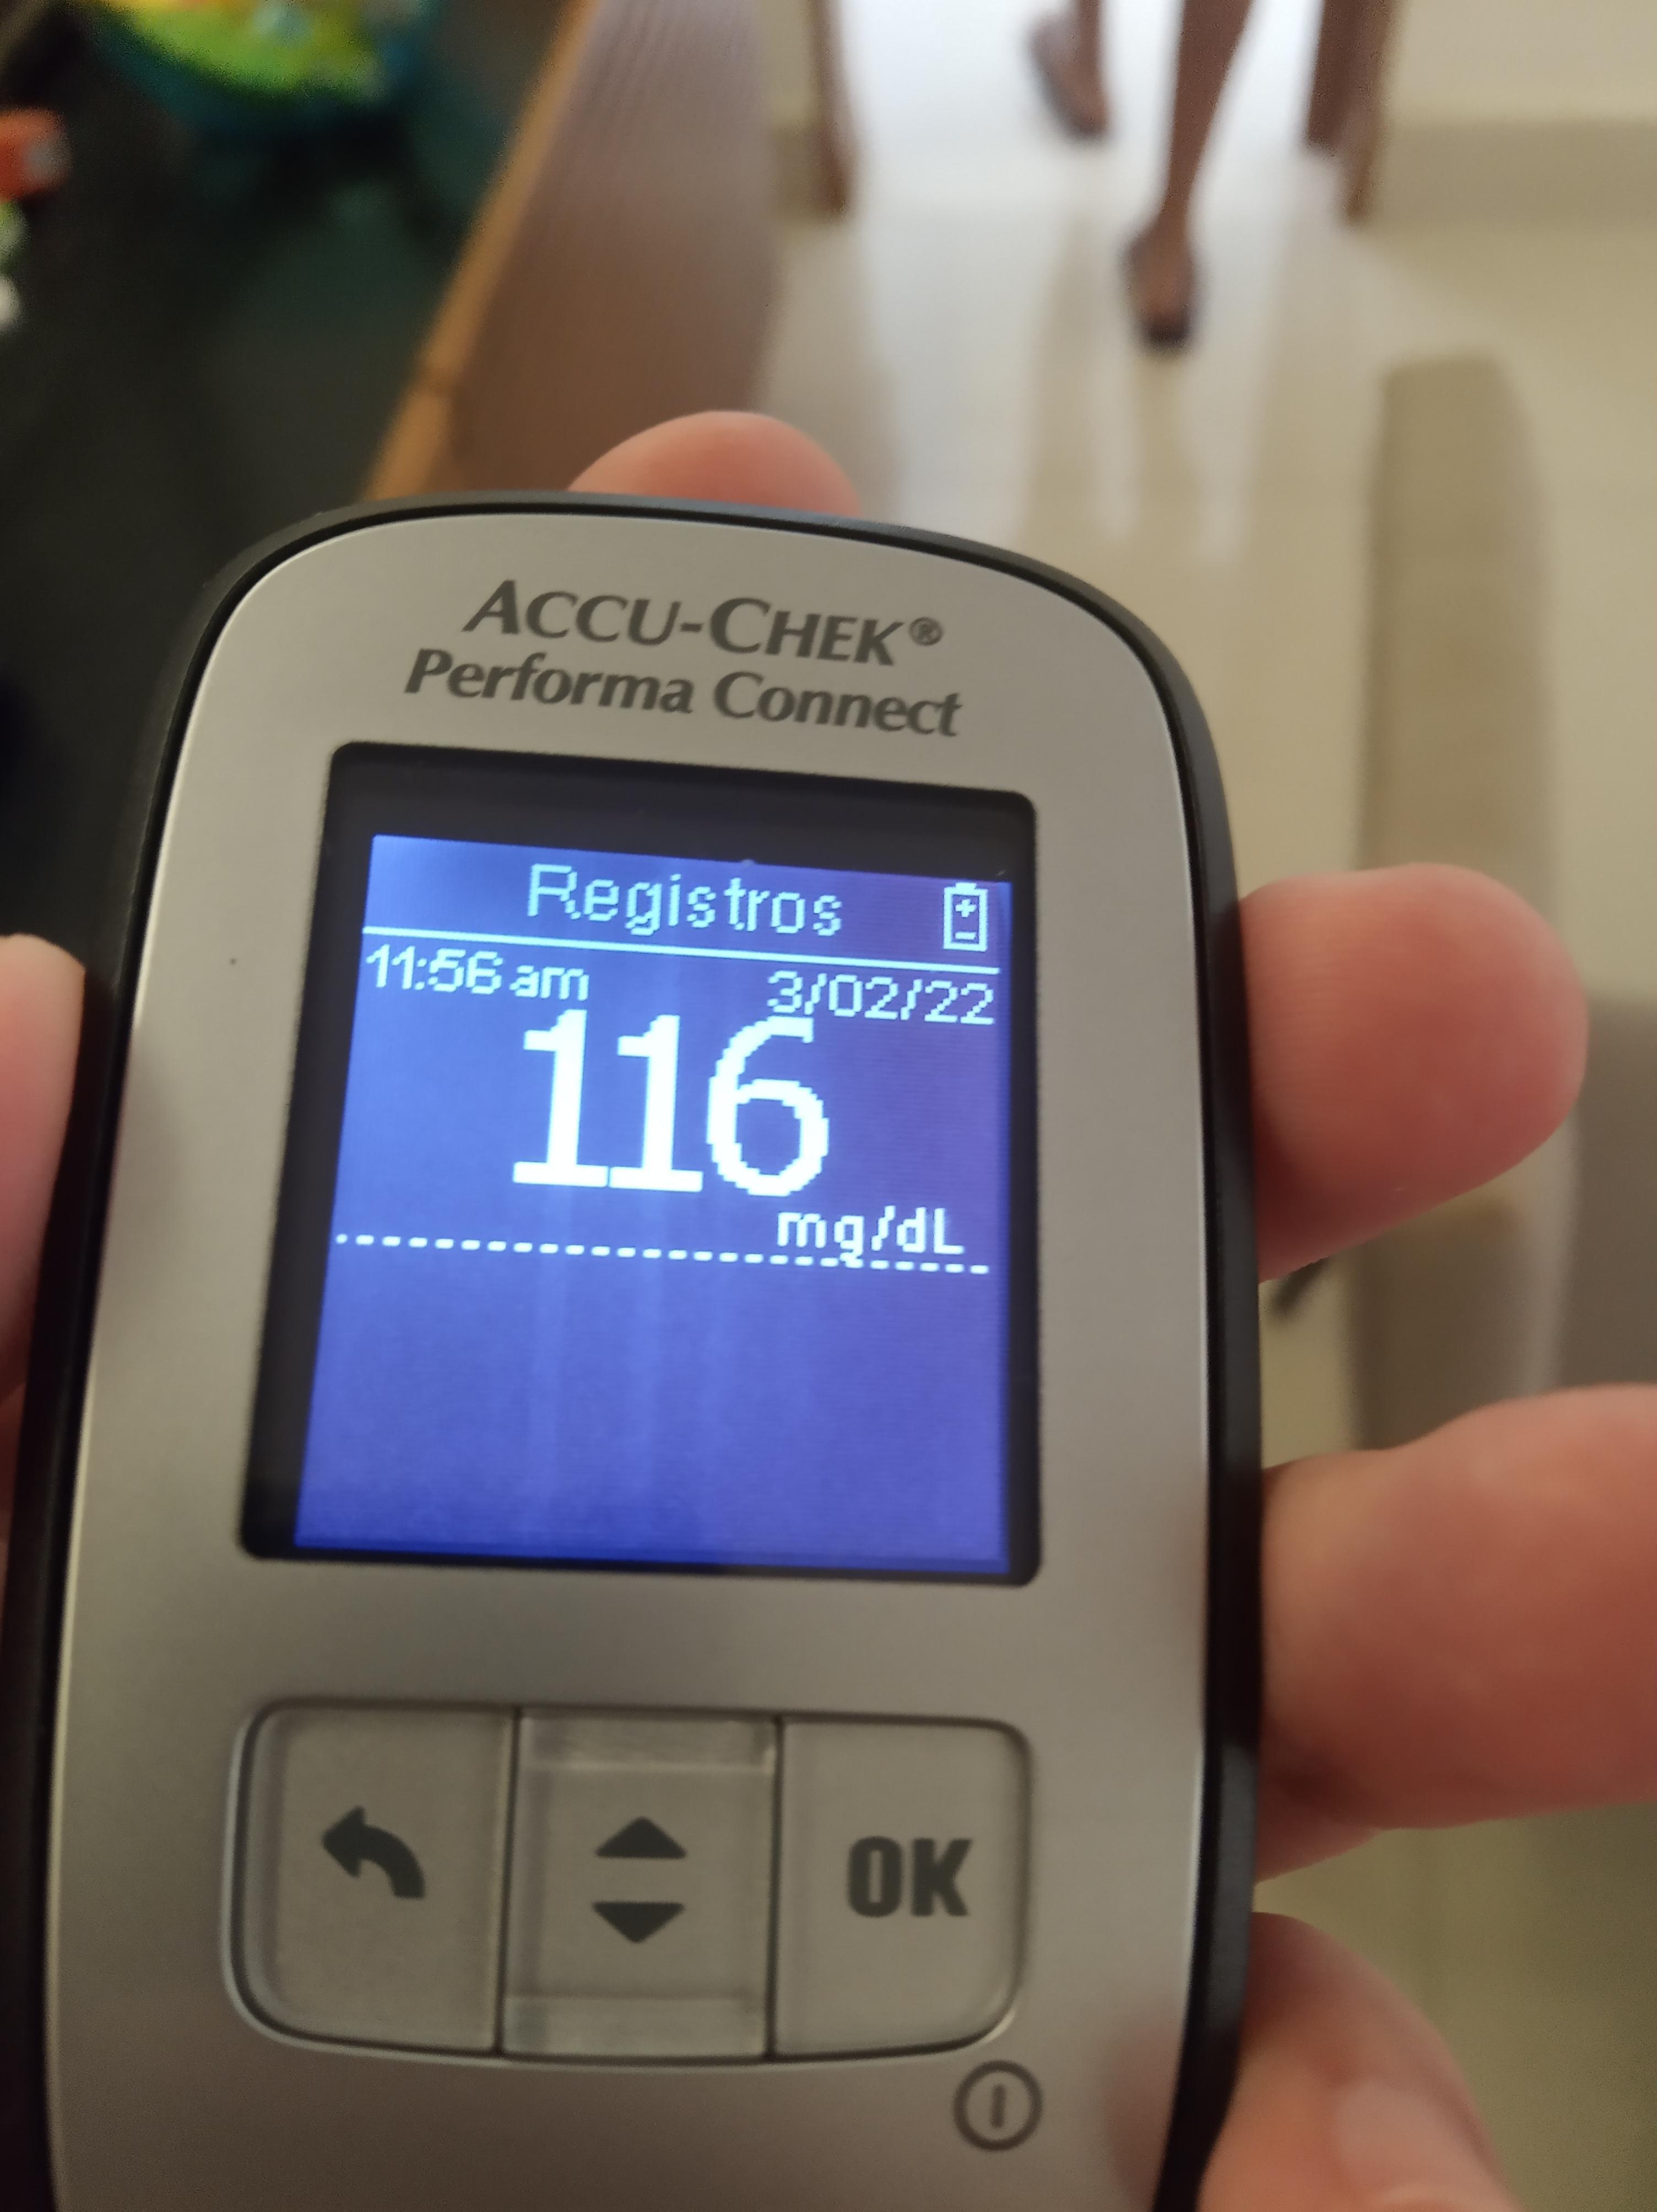 ACCU-CHEK®
Performa Connect
Registros
11:56 am 3/02/22
116
mg/dL
OK